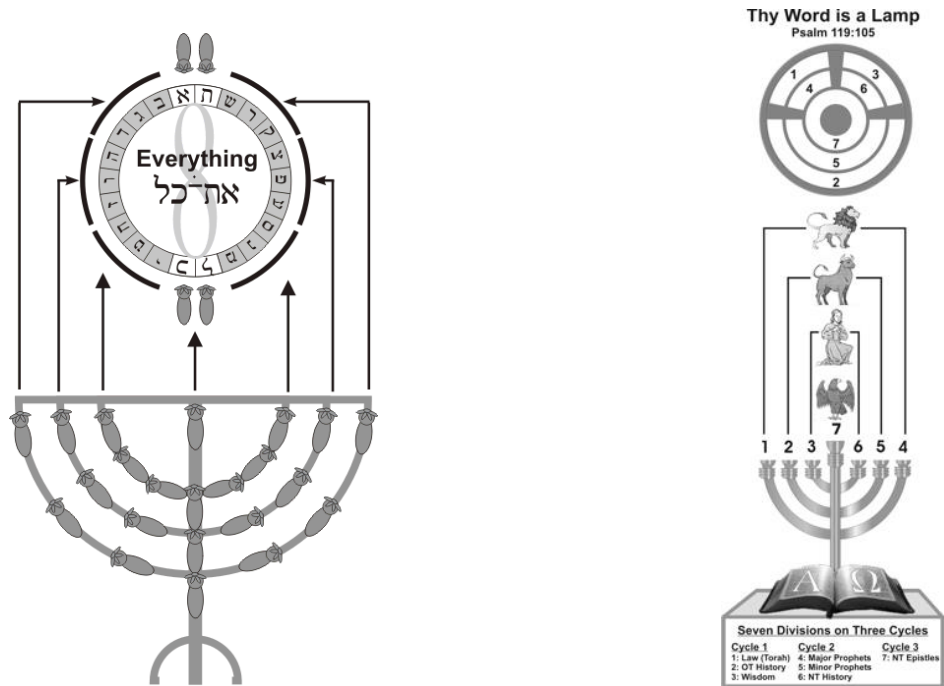 א ב ג ד ה ו ז ח ט י כ ל מ נ ס ע פ צ ק ר ש ת
Everything
את־כל
Thy Word is a Lamp
Psalm 119:105
1 3
4 6
7
5
2
7
1 2 3 6 5 4
Α Ω
Seven Divisions on Three Cycles
Cycle 1 Cycle 2 Cycle 3
1: Law (Torah) 4: Major Prophets 7: NT Epistles
2: OT History 5: Minor Prophets
3: Wisdom 6: NT History